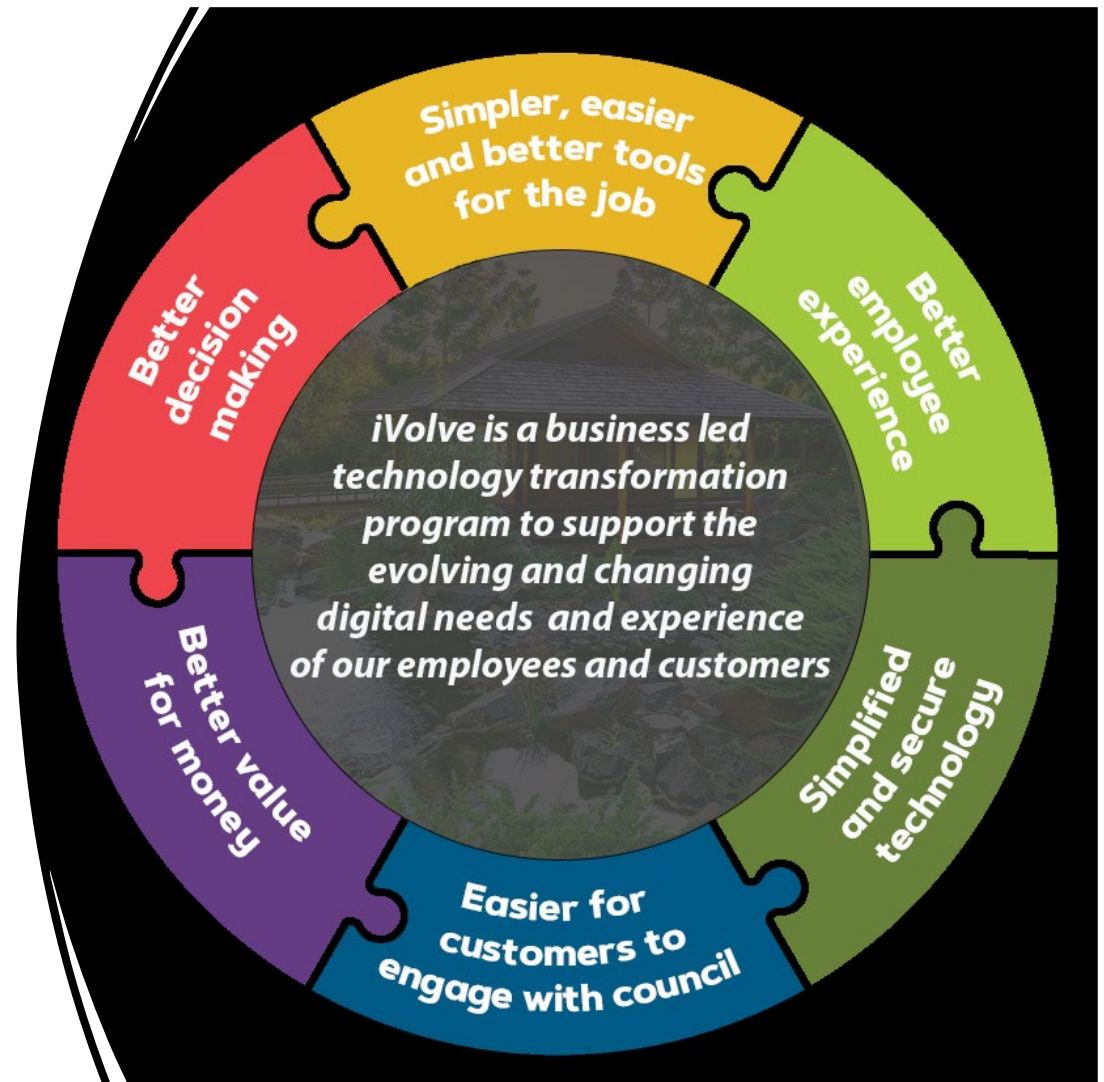 Simpler, easier
and better tools
for the job
Better
employee
experience
Simplified
and secure
technology
Easier for
customers to
engage with council
Better value
for money
Better
decision
making
iVolve is a business led
technology transformation
program to support the
evolving and changing
digital needs and experience
of our employees and customers